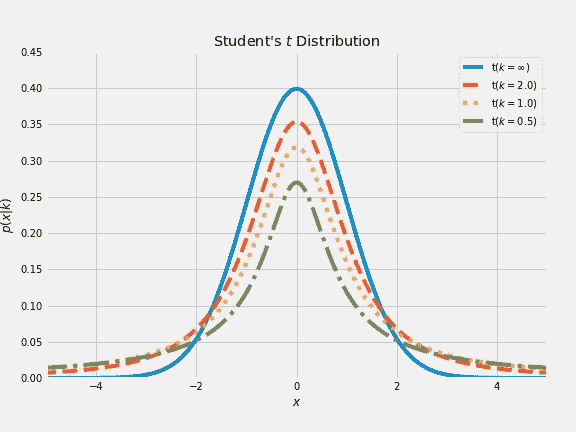 Student's t Distribution
0.45
0.40
0.35
0.30
0.25
0.20
0.15
0.10
0.05
0.00
p(x|k)
−4
−2
0
2
4
x
t(k = ∞)
t(k = 2.0)
t(k = 1.0)
t(k = 0.5)